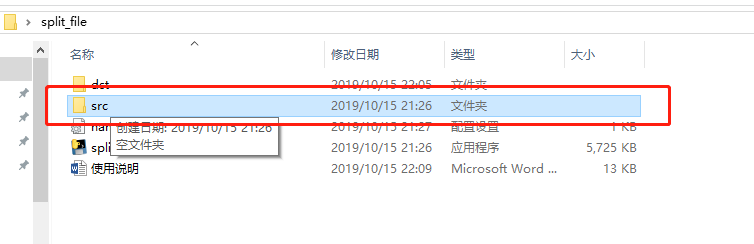 split_file
名称 修改日期 类型 大小
dst 2019/10/15 22:05 文件夹
src 2019/10/15 21:26 文件夹
2019/10/15 21:27 配置设置 1 KB
创建日期: 2019/10/15 21:26
空文件夹
2019/10/15 21:26 应用程序 5,725 KB
使用说明 2019/10/15 22:09 Microsoft Word ... 13 KB